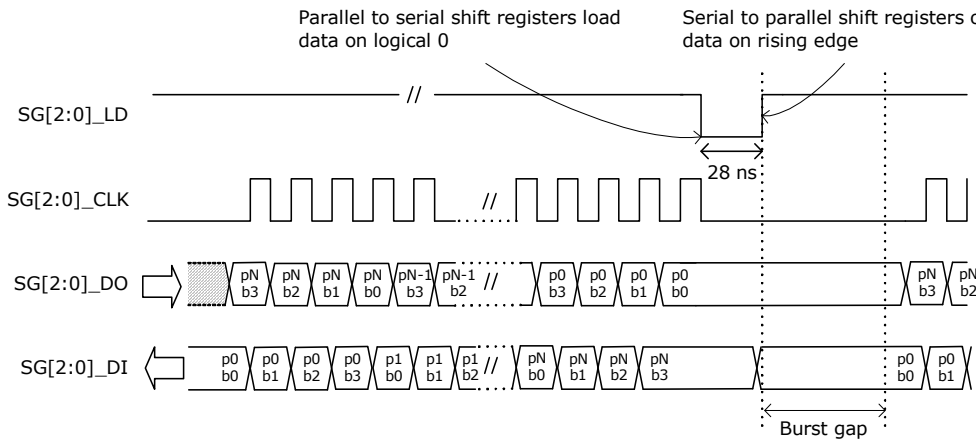 Parallel to serial shift registers load
data on logical 0
Serial to parallel shift registers
data on rising edge
SG[2:0]_LD
//
28 ns
SG[2:0]_CLK
//
SG[2:0]_DO
pN pN pN pN pN-1 pN-1 // p0 p0 p0 p0 pN pN
b3 b2 b1 b0 b3 b2 b3 b2 b1 b0 b3 b2
SG[2:0]_DI
p0 p0 p0 p0 p1 p1 p1 // pN pN pN pN p0 p0
b0 b1 b2 b3 b0 b1 b2 b0 b1 b2 b3 b0 b1
Burst gap